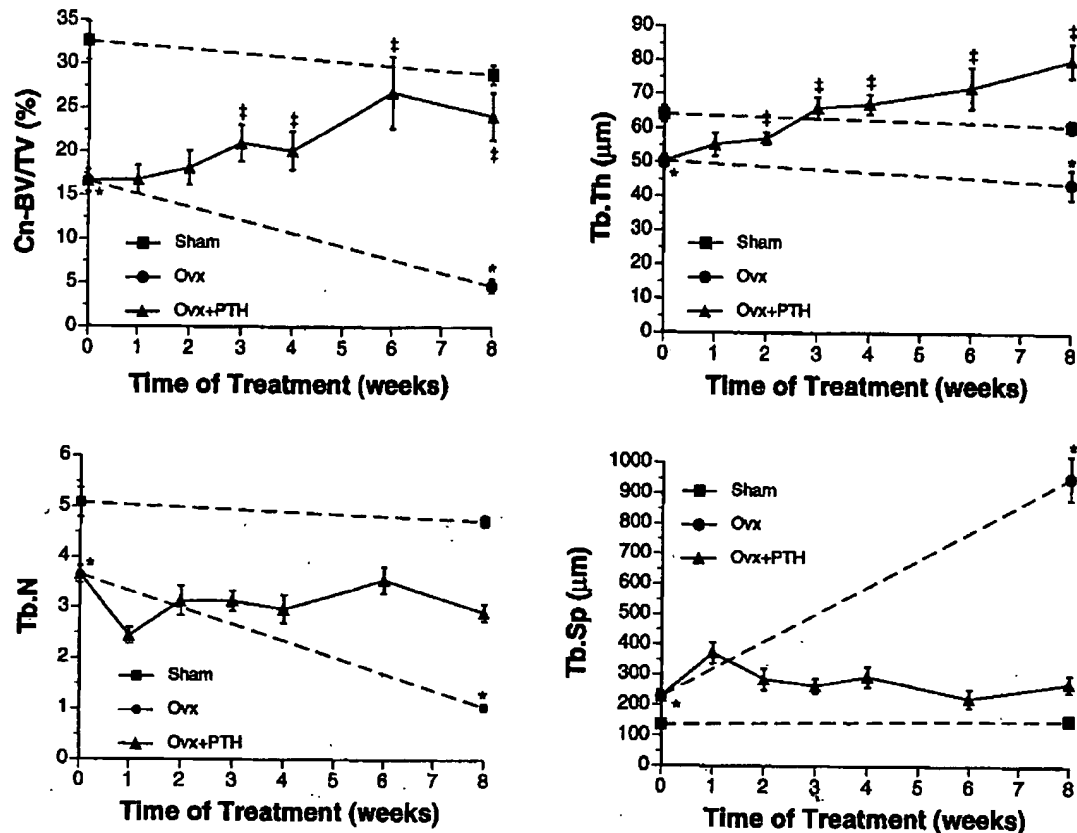 35
30
25
20
15
10
5
0
Cn-BV/TV (%)
‡
‡ ‡
‡
*
*
Sham
Ovx
Ovx+PTH
0 1 2 3 4 5 6 7 8
Time of Treatment (weeks)
90
80
70
60
50
40
30
20
10
0
Tb.Th (µm)
‡
‡
‡ ‡
‡
*
*
Sham
Ovx
Ovx+PTH
0 1 2 3 4 5 6 7 8
Time of Treatment (weeks)
6
5
4
3
2
1
0
Tb.N
*
*
Sham
Ovx
Ovx+PTH
0 1 2 3 4 5 6 7 8
Time of Treatment (weeks)
1000
900
800
700
600
500
400
300
200
100
0
Tb.Sp (µm)
*
*
Sham
Ovx
Ovx+PTH
0 1 2 3 4 5 6 7 8
Time of Treatment (weeks)